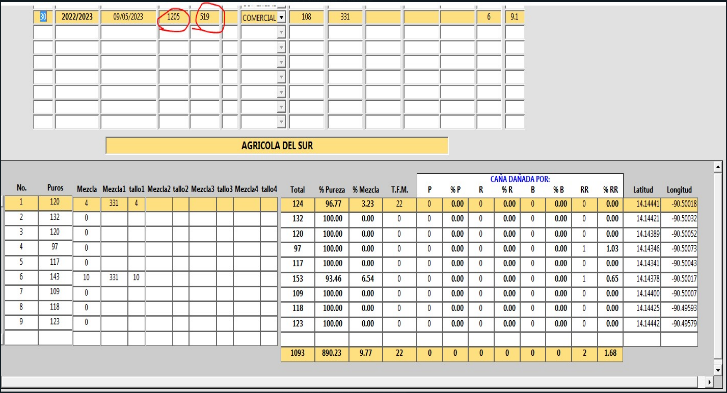 30 2022/2023 09/05/2023 1205 519 COMERCIAL 108 331 6 9.1
AGRICOLA DEL SUR
CAÑA DAÑADA POR:
No. Puros Mezcla Mezcla1 tallo1 Mezcla2 tallo2 Mezcla3 tallo3 Mezcla4 tallo4 Total % Pureza % Mezcla T.F.M. P % P R % R B % B RR % RR Latitud Longitud
1 120 4 331 4 124 96.77 3.23 22 0 0.00 0 0.00 0 0.00 0 0.00 14.14441 -90.50018
2 132 0 132 100.00 0.00 0 0 0.00 0 0.00 0 0.00 0 0.00 14.14421 -90.50032
3 120 0 120 100.00 0.00 0 0 0.00 0 0.00 0 0.00 0 0.00 14.14389 -90.50052
4 97 0 97 100.00 0.00 0 0 0.00 0 0.00 0 0.00 1 1.03 14.14346 -90.50073
5 117 0 117 100.00 0.00 0 0 0.00 0 0.00 0 0.00 0 0.00 14.14341 -90.50043
6 143 10 331 10 153 93.46 6.54 0 0 0.00 0 0.00 0 0.00 1 0.65 14.14378 -90.50017
7 109 0 109 100.00 0.00 0 0 0.00 0 0.00 0 0.00 0 0.00 14.14400 -90.50007
8 118 0 118 100.00 0.00 0 0 0.00 0 0.00 0 0.00 0 0.00 14.14425 -90.49593
9 123 0 123 100.00 0.00 0 0 0.00 0 0.00 0 0.00 0 0.00 14.14442 -90.49579
1093 890.23 9.77 22 0 0 0 0 0 0 2 1.68